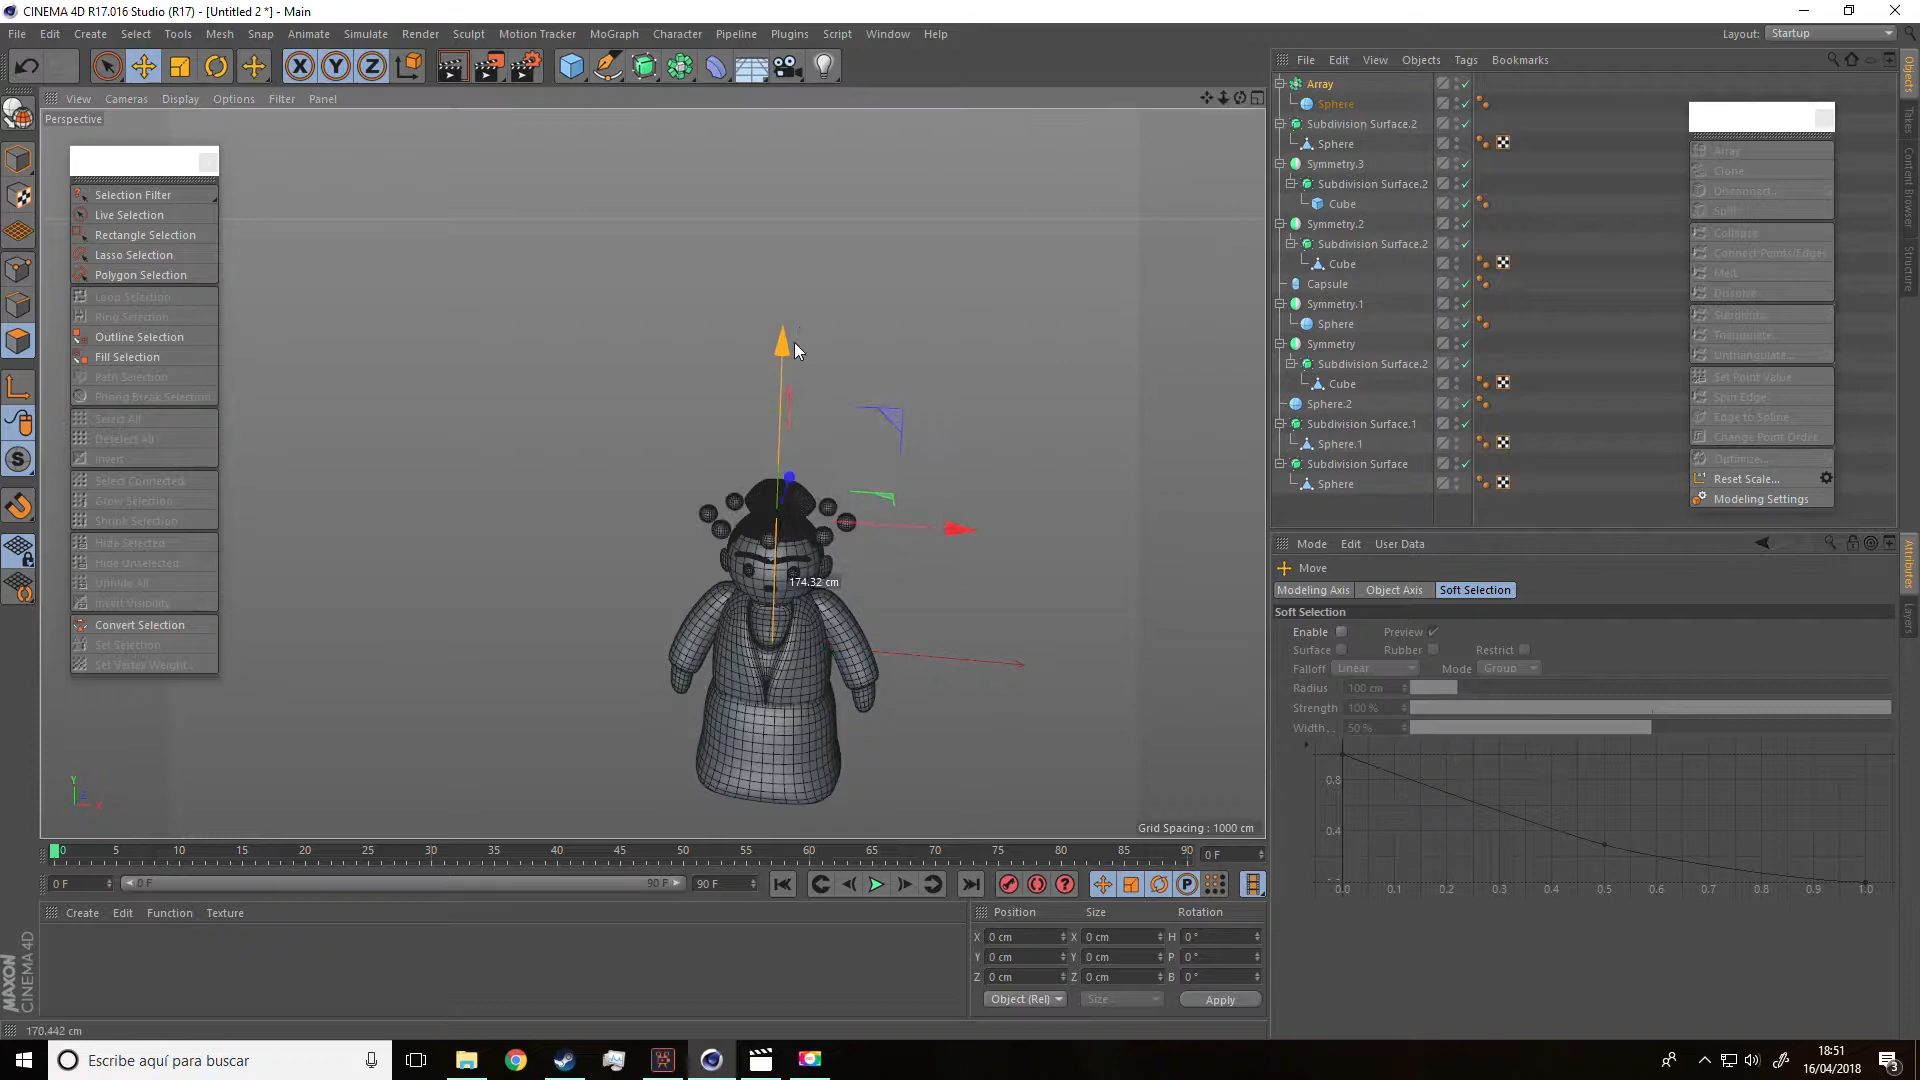 CINEMA 4D R17.016 Studio (R17) - [Untitled 2 *] - Main
File Edit Create Select Tools Mesh Snap Animate Simulate Render Sculpt Motion Tracker MoGraph Character Pipeline Plugins Script Window Help
Layout: Startup
View Cameras Display Options Filter Panel
Perspective
Selection Filter
Live Selection
Rectangle Selection
Lasso Selection
Polygon Selection
Loop Selection
Ring Selection
Outline Selection
Fill Selection
Path Selection
Phong Break Selection
Select All
Deselect All
Invert
Select Connected
Grow Selection
Shrink Selection
Hide Selected
Hide Unselected
Unhide All
Invert Visibility
Convert Selection
Set Selection
Set Vertex Weight...
174.32 cm
Y
Z
X
Grid Spacing : 1000 cm
File Edit View Objects Tags Bookmarks
Array
Sphere
Subdivision Surface.2
Sphere
Symmetry.3
Subdivision Surface.2
Cube
Symmetry.2
Subdivision Surface.2
Cube
Capsule
Symmetry.1
Sphere
Symmetry
Subdivision Surface.2
Cube
Sphere.2
Subdivision Surface.1
Sphere.1
Subdivision Surface
Sphere
Array
Clone
Disconnect...
Split
Collapse
Connect Points/Edges
Melt
Dissolve
Subdivide...
Triangulate...
Untriangulate...
Set Point Value
Spin Edge
Edge to Spline
Change Point Order
Optimize...
Reset Scale...
Modeling Settings
Objects
Takes
Content Browser
Structure
Attributes
Layers
Mode Edit User Data
Move
Modeling Axis Object Axis Soft Selection
Soft Selection
Enable Preview
Surface Rubber Restrict
Falloff Linear Mode Group
Radius 100 cm
Strength 100 %
Width.. 50 %
0.8
0.4
0.0 0.1 0.2 0.3 0.4 0.5 0.6 0.7 0.8 0.9 1.0
0 5 10 15 20 25 30 35 40 45 50 55 60 65 70 75 80 85 90 0 F
0 F 0 F 90 F 90 F
Create Edit Function Texture
Position Size Rotation
X 0 cm X 0 cm H 0 °
Y 0 cm Y 0 cm P 0 °
Z 0 cm Z 0 cm B 0 °
Object (Rel) Size Apply
MAXON
CINEMA 4D
170.442 cm
Escribe aquí para buscar
18:51
16/04/2018
3